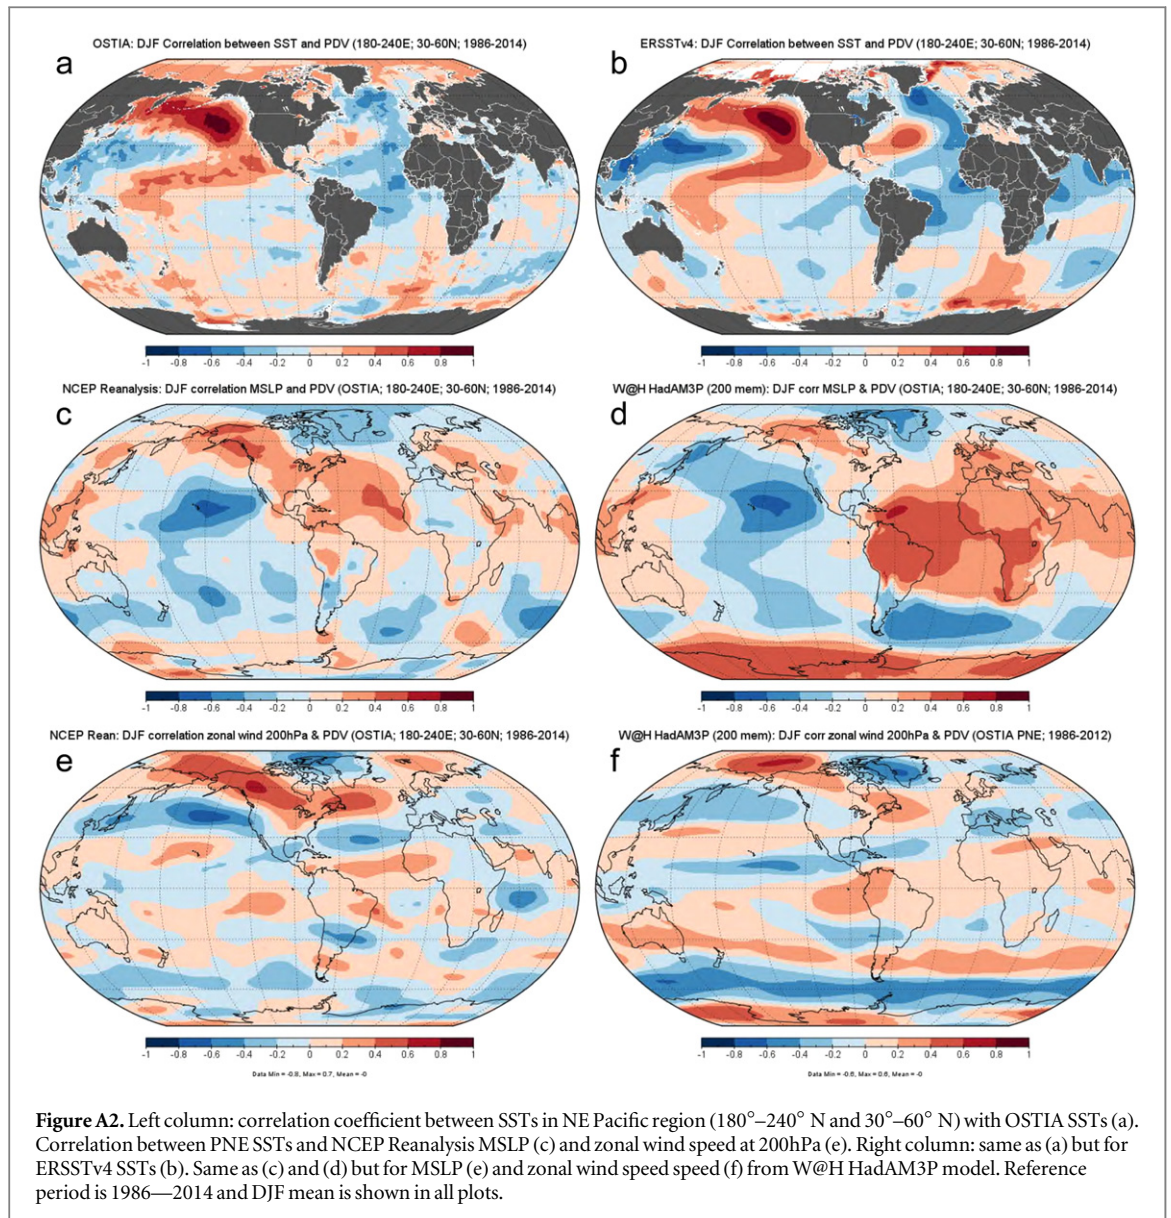 OSTIA: DJF Correlation between SST and PDV (180-240E; 30-60N; 1986-2014)
a
-1 -0.8 -0.6 -0.4 -0.2 0 0.2 0.4 0.6 0.8 1
ERSSTv4: DJF Correlation between SST and PDV (180-240E; 30-60N; 1986-2014)
b
-1 -0.8 -0.6 -0.4 -0.2 0 0.2 0.4 0.6 0.8 1
NCEP Reanalysis: DJF correlation MSLP and PDV (OSTIA; 180-240E; 30-60N; 1986-2014)
c
-1 -0.8 -0.6 -0.4 -0.2 0 0.2 0.4 0.6 0.8 1
W@H HadAM3P (200 mem): DJF corr MSLP & PDV (OSTIA; 180-240E; 30-60N; 1986-2014)
d
-1 -0.8 -0.6 -0.4 -0.2 0 0.2 0.4 0.6 0.8 1
NCEP Rean: DJF correlation zonal wind 200hPa & PDV (OSTIA; 180-240E; 30-60N; 1986-2014)
e
-1 -0.8 -0.6 -0.4 -0.2 0 0.2 0.4 0.6 0.8 1
Data Min = -0.8, Max = 0.7, Mean = -0
W@H HadAM3P (200 mem): DJF corr zonal wind 200hPa & PDV (OSTIA PNE; 1986-2012)
f
-1 -0.8 -0.6 -0.4 -0.2 0 0.2 0.4 0.6 0.8 1
Data Min = -0.6, Max = 0.6, Mean = -0
Figure A2. Left column: correlation coefficient between SSTs in NE Pacific region (180°–240° N and 30°–60° N) with OSTIA SSTs (a).
Correlation between PNE SSTs and NCEP Reanalysis MSLP (c) and zonal wind speed at 200hPa (e). Right column: same as (a) but for
ERSSTv4 SSTs (b). Same as (c) and (d) but for MSLP (e) and zonal wind speed speed (f) from W@H HadAM3P model. Reference
period is 1986—2014 and DJF mean is shown in all plots.